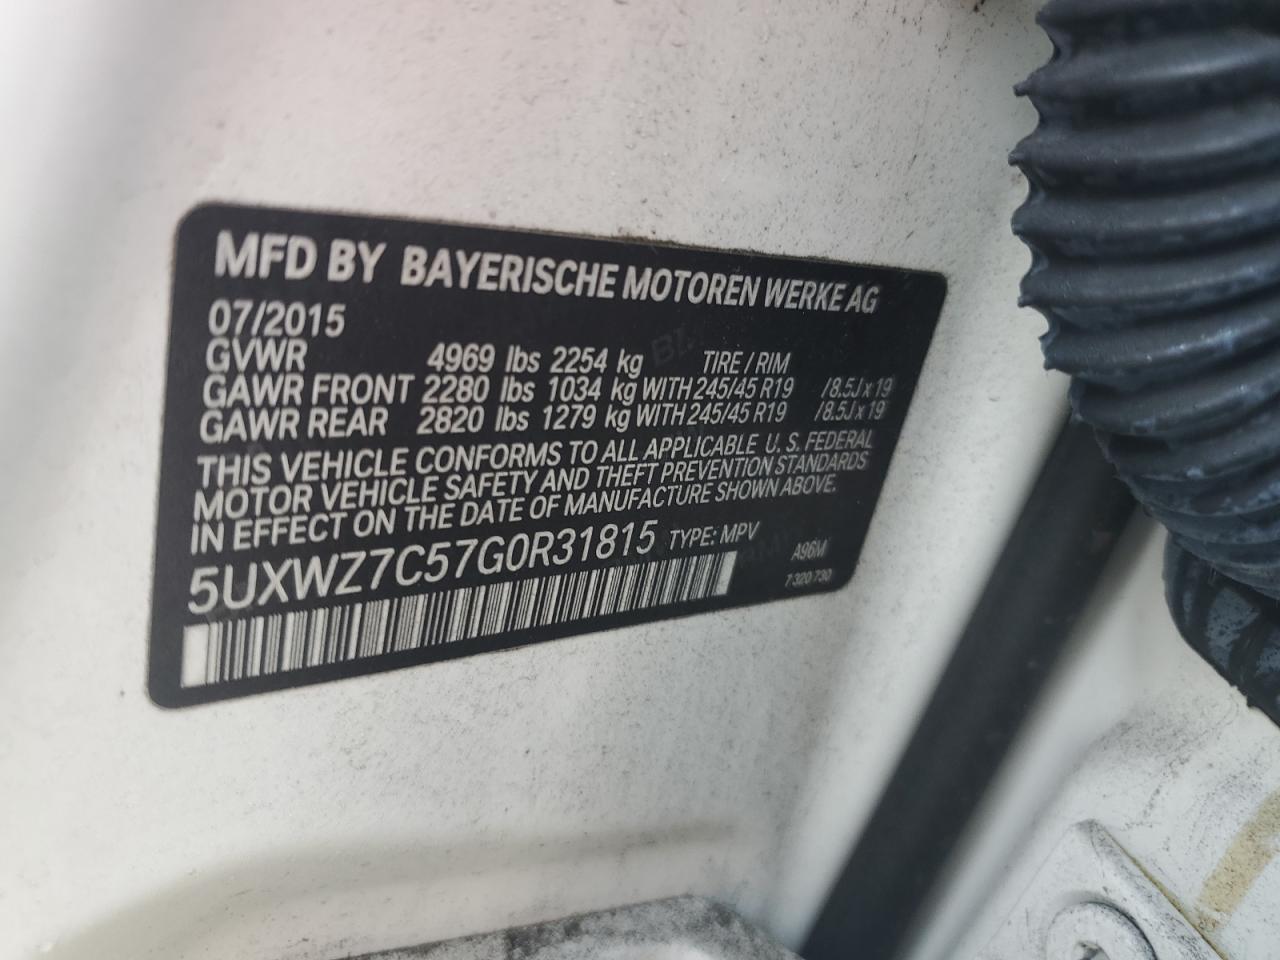 MFD BY BAYERISCHE MOTOREN WERKE AG
07/2015
GVWR 4969 lbs 2254 kg TIRE / RIM
GAWR FRONT 2280 lbs 1034 kg WITH 245/45 R19 /8.5J x 19
GAWR REAR 2820 lbs 1279 kg WITH 245/45 R19 /8.5J x 19
THIS VEHICLE CONFORMS TO ALL APPLICABLE U. S. FEDERAL
MOTOR VEHICLE SAFETY AND THEFT PREVENTION STANDARDS
IN EFFECT ON THE DATE OF MANUFACTURE SHOWN ABOVE.
5UXWZ7C57G0R31815 TYPE: MPV
A96M
7 320 730